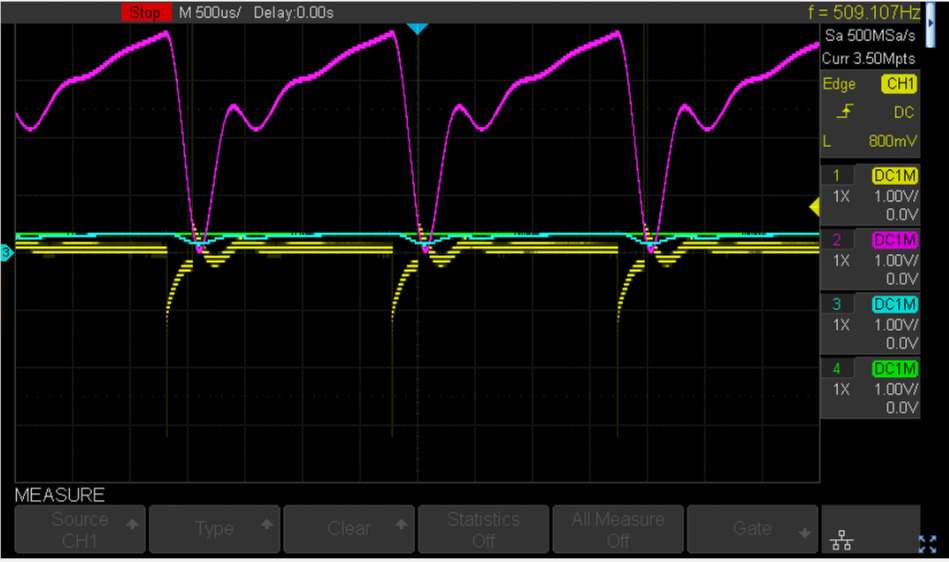 Stop M 500us/ Delay:0.00s f = 509.107Hz
Sa 500MSa/s
Curr 3.50Mpts
Edge CH1
DC
L 800mV
1 DC1M
1X 1.00V/
0.0V
2 DC1M
1X 1.00V/
0.0V
3 DC1M
1X 1.00V/
0.0V
4 DC1M
1X 1.00V/
0.0V
3
MEASURE
Source
CH1
Type
Clear
Statistics
Off
All Measure
Off
Gate